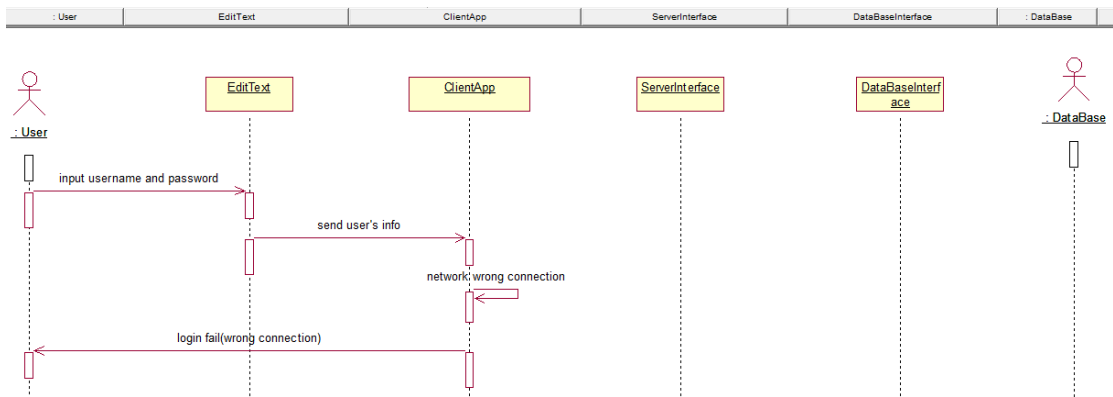 : User EditText ClientApp ServerInterface DataBaseInterface : DataBase
EditText ClientApp ServerInterface DataBaseInterf
ace
: User : DataBase
input username and password
send user's info
network wrong connection
login fail(wrong connection)